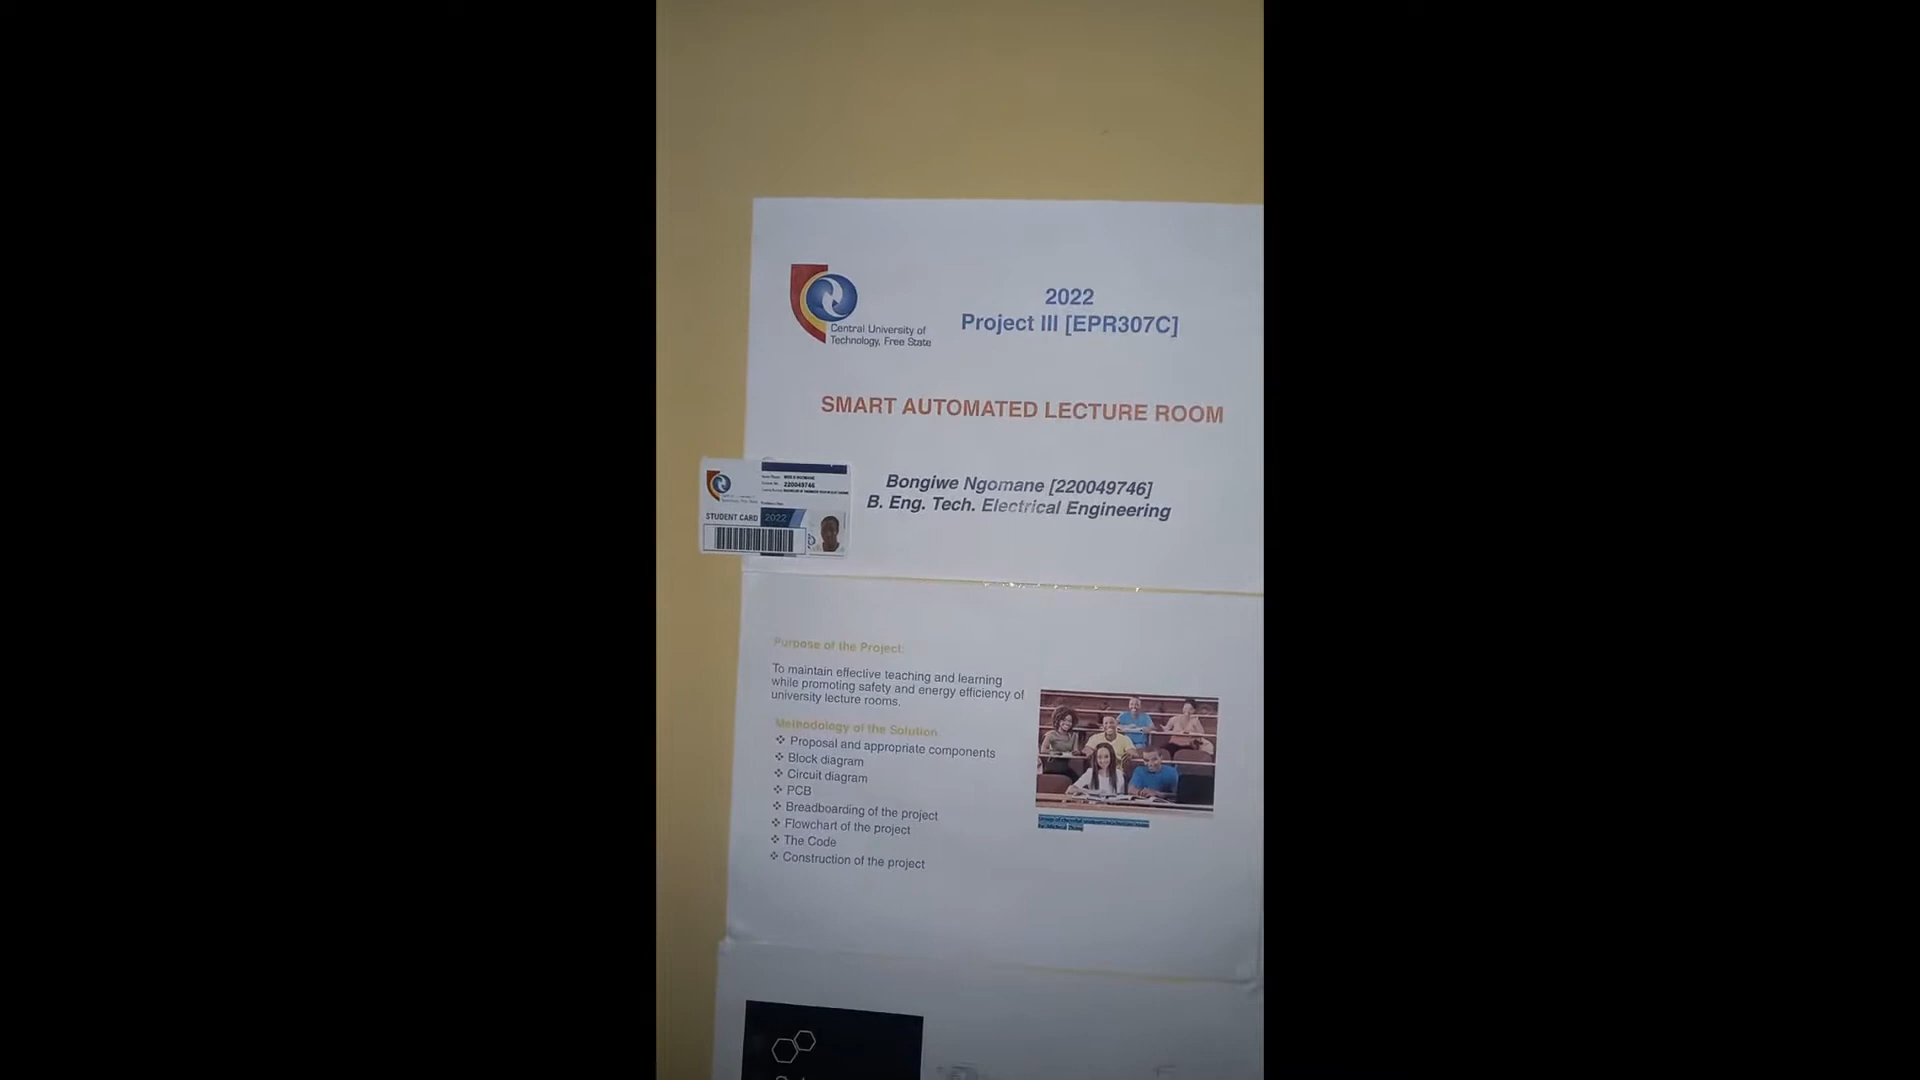 2022
Project III [EPR307C]
Central University of
Technology, Free State
SMART AUTOMATED LECTURE ROOM
Bongiwe Ngomane [220049746]
B. Eng. Tech. Electrical Engineering
220049746
STUDENT CARD 2022
Purpose of the Project:
To maintain effective teaching and learning
while promoting safety and energy efficiency of
university lecture rooms.
Methodology of the Solution
❖ Proposal and appropriate components
❖ Block diagram
❖ Circuit diagram
❖ PCB
❖ Breadboarding of the project
❖ Flowchart of the project
❖ The Code
❖ Construction of the project